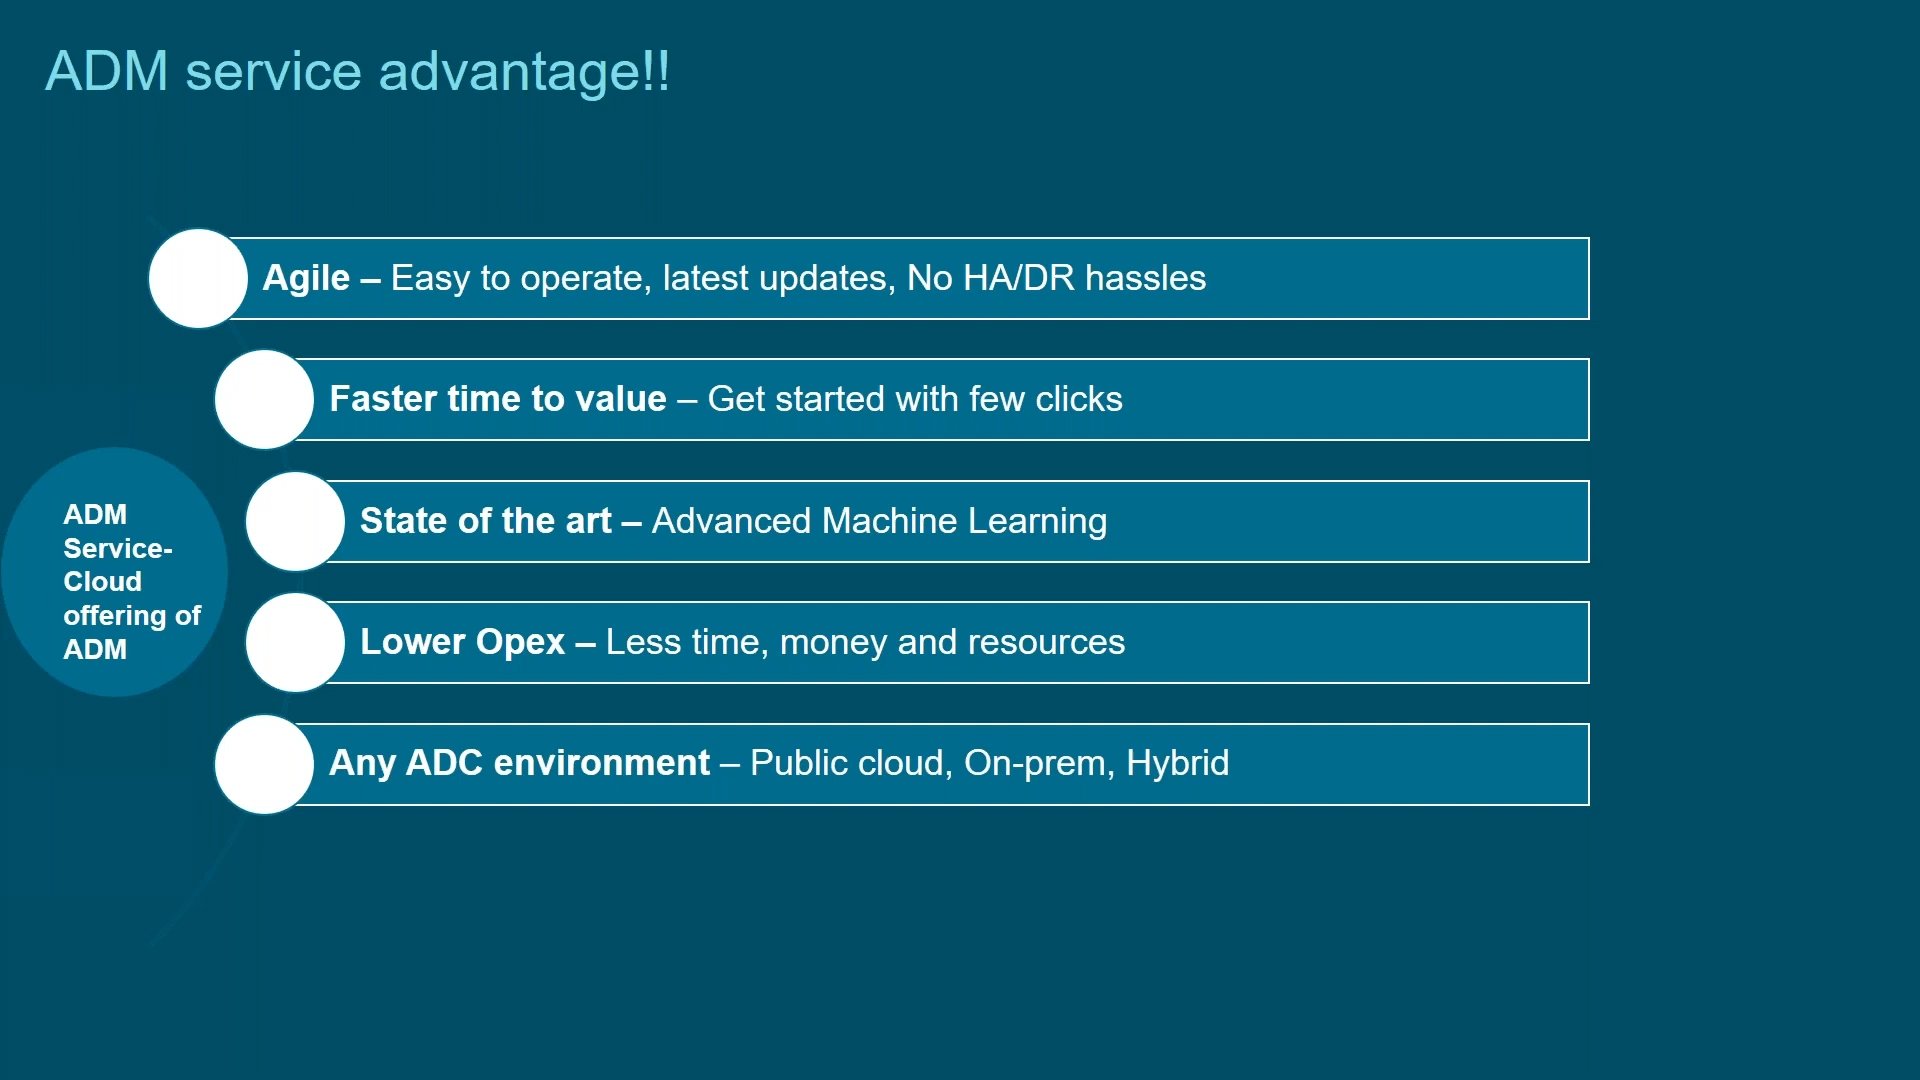 ADM service advantage!!
Agile – Easy to operate, latest updates, No HA/DR hassles
Faster time to value – Get started with few clicks
State of the art – Advanced Machine Learning
Lower Opex – Less time, money and resources
Any ADC environment – Public cloud, On-prem, Hybrid
ADM
Service-
Cloud
offering of
ADM